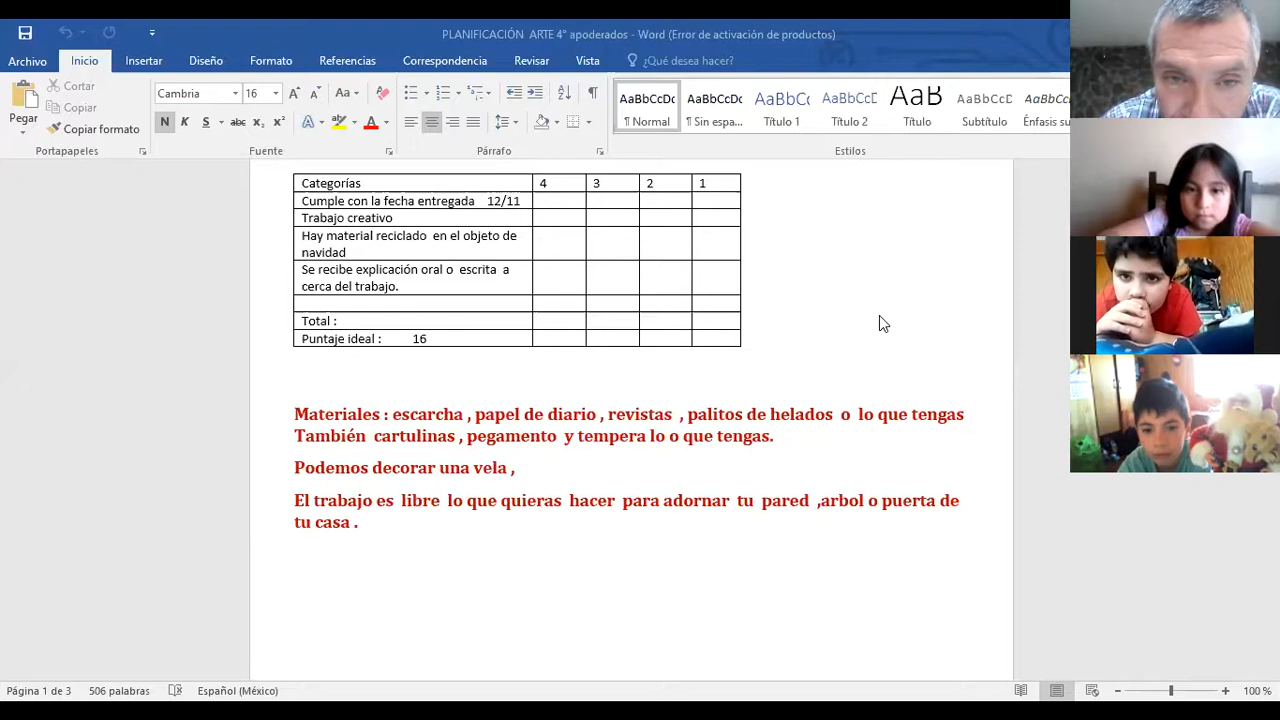 PLANIFICACIÓN ARTE 4° apoderados - Word (Error de activación de productos)
Archivo Inicio Insertar Diseño Formato Referencias Correspondencia Revisar Vista ¿Qué desea hacer?
Pegar
Cortar
Copiar
Copiar formato
Cambria 16
Aa
N K S abc x₂ x²
A A
AaBbCcDc AaBbCcDc AaBbCc AaBbCcD AaB AaBbCcD AaBbCcD
¶ Normal ¶ Sin espa... Título 1 Título 2 Título Subtítulo Énfasis su
Portapapeles Fuente Párrafo Estilos
Categorías 4 3 2 1
Cumple con la fecha entregada 12/11
Trabajo creativo
Hay material reciclado en el objeto de
navidad
Se recibe explicación oral o escrita a
cerca del trabajo.
Total :
Puntaje ideal : 16
Materiales : escarcha , papel de diario , revistas , palitos de helados o lo que tengas
También cartulinas , pegamento y tempera lo o que tengas.
Podemos decorar una vela ,
El trabajo es libre lo que quieras hacer para adornar tu pared ,arbol o puerta de
tu casa .
Página 1 de 3 506 palabras Español (México) 100 %